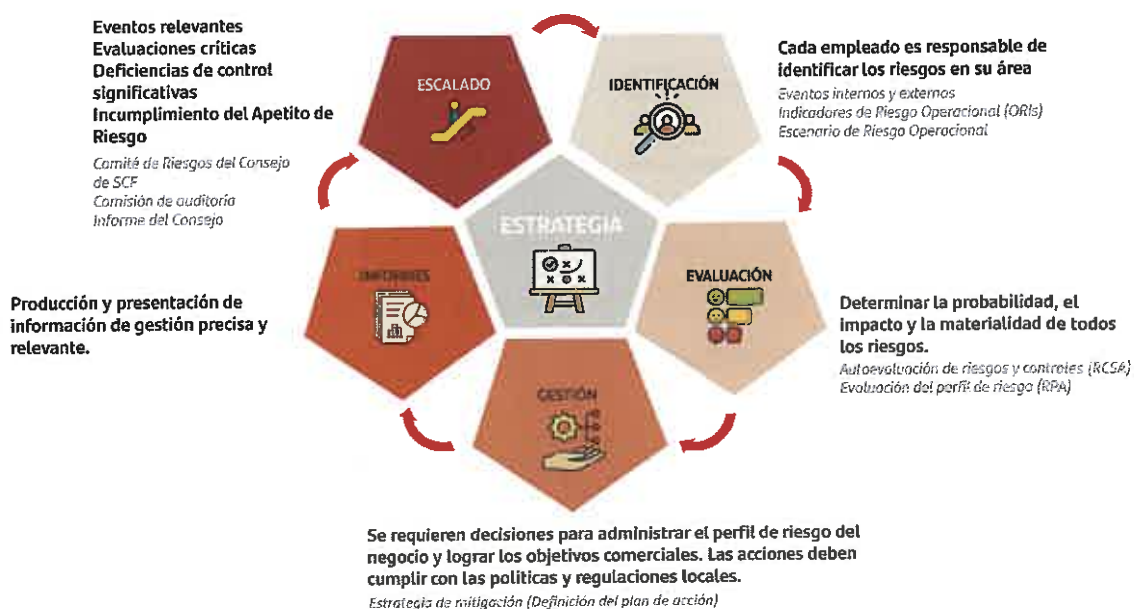 Eventos relevantes
Evaluaciones críticas
Deficiencias de control
significativas
Incumplimiento del Apetito de
Riesgo
Comité de Riesgos del Consejo
de SCF
Comisión de auditoría
Informe del Consejo
ESCALADO
IDENTIFICACIÓN
Cada empleado es responsable de
identificar los riesgos en su área
Eventos internos y externos
Indicadores de Riesgo Operacional (ORIs)
Escenario de Riesgo Operacional
ESTRATEGIA
INFORMES
Producción y presentación de
información de gestión precisa y
relevante.
EVALUACIÓN
Determinar la probabilidad, el
impacto y la materialidad de todos
los riesgos.
Autoevaluación de riesgos y controles (RCSA)
Evaluación del perfil de riesgo (RPA)
GESTIÓN
Se requieren decisiones para administrar el perfil de riesgo del
negocio y lograr los objetivos comerciales. Las acciones deben
cumplir con las políticas y regulaciones locales.
Estrategia de mitigación (Definición del plan de acción)